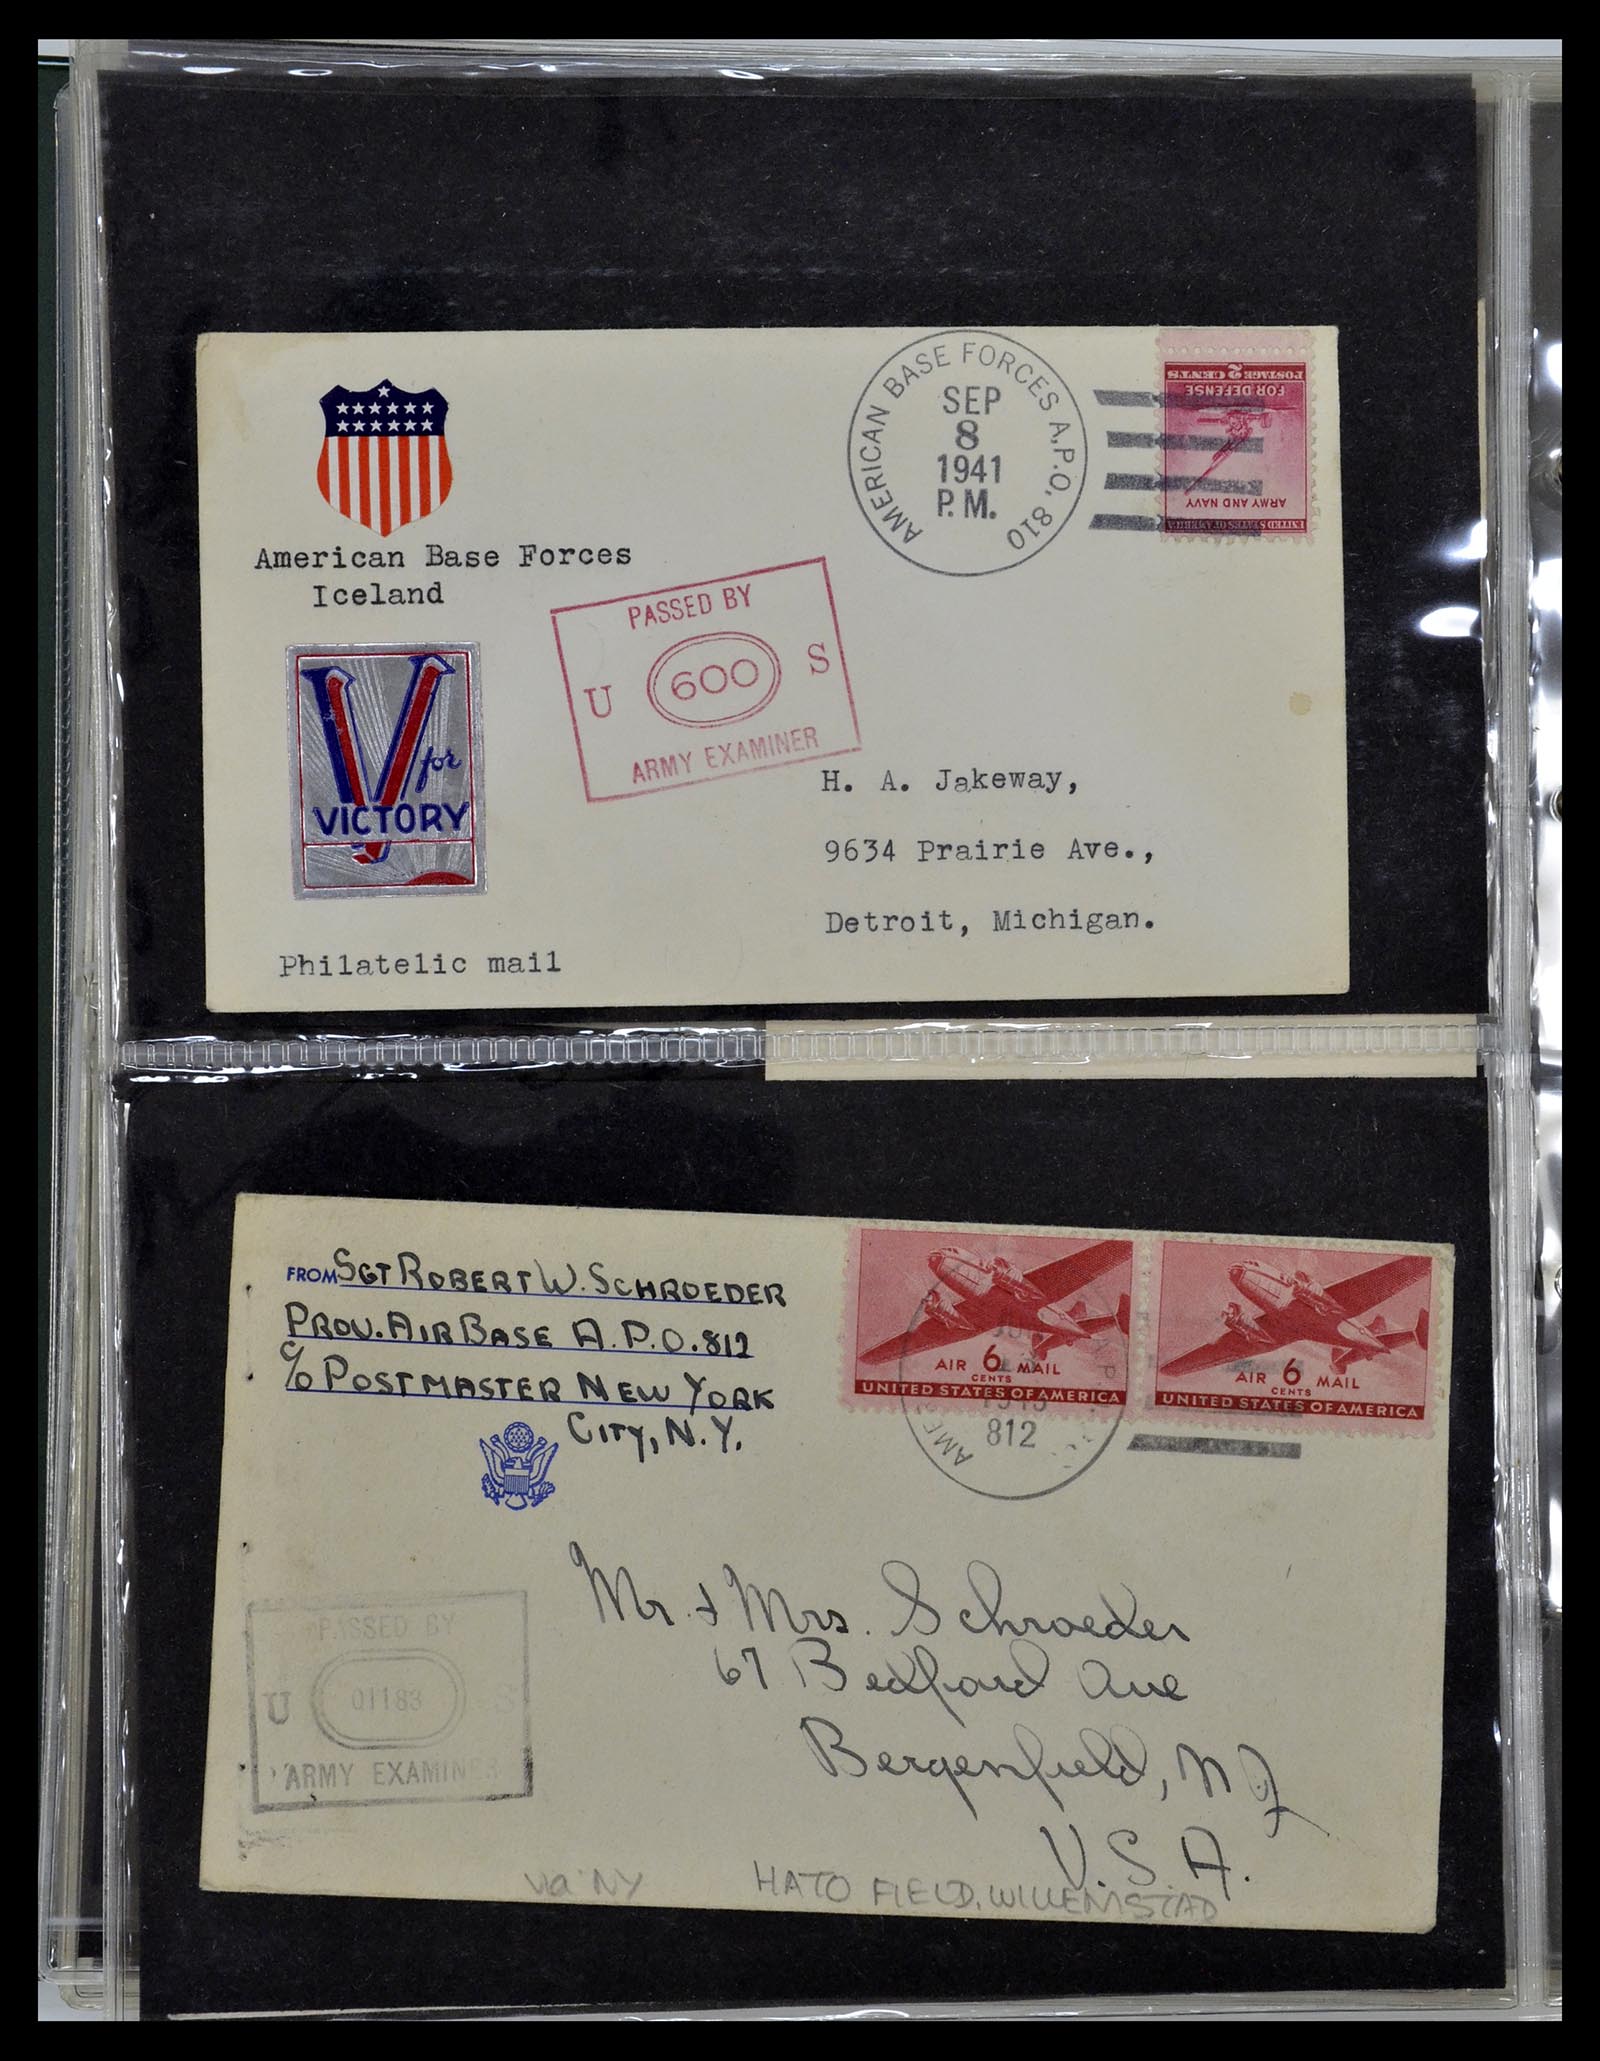 AMERICAN BASE FORCES A.P.O. 810
SEP
8
1941
P.M.
UNITED STATES OF AMERICA
ARMY AND NAVY
FOR DEFENSE
POSTAGE 2 CENTS
American Base Forces
Iceland
PASSED BY
U 600 S
ARMY EXAMINER
V for
VICTORY
H. A. Jakeway,
9634 Prairie Ave.,
Detroit, Michigan.
Philatelic mail
FROM SGT ROBERT W. SCHROEDER
PROV. AIR BASE A.P.O. 812
c/o POSTMASTER NEW YORK
CITY, N.Y.
AIR 6 MAIL
CENTS
UNITED STATES OF AMERICA
AIR 6 MAIL
CENTS
UNITED STATES OF AMERICA
812
Mr. & Mrs. Schroeder
67 Bedford Ave
Bergenfield, N J
U.S.A.
PASSED BY
U 01183 S
ARMY EXAMINER
via NY HATO FIELD, WILLEMSTAD